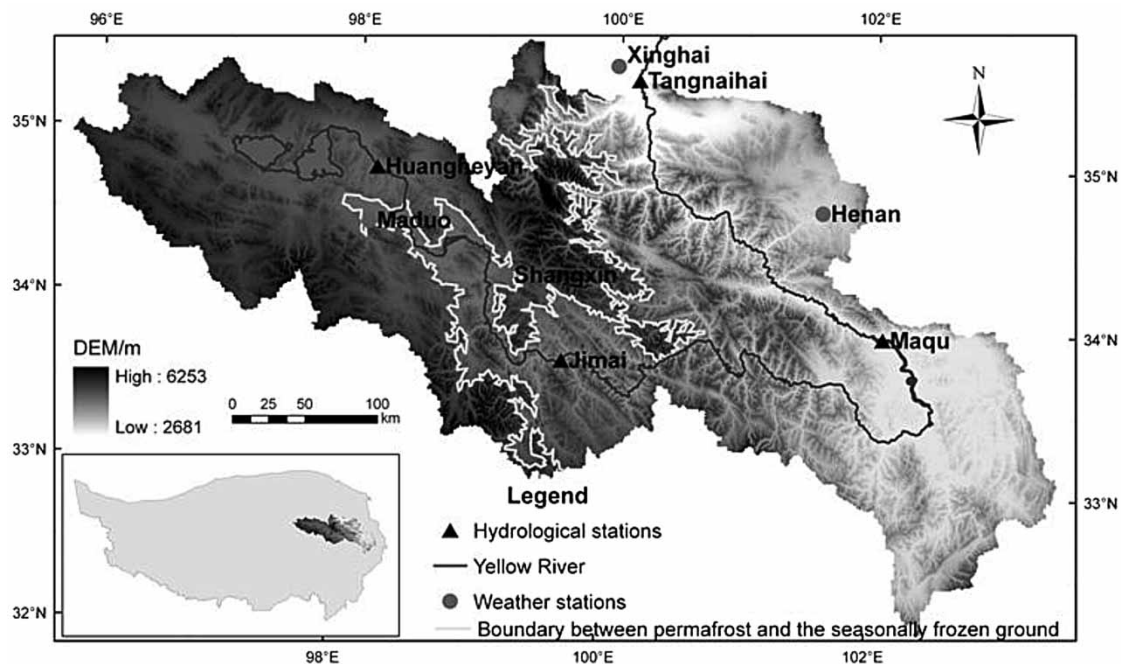 96°E 98°E 100°E 102°E
Xinghai
Tangnaihai
N
35°N
Huangheyan
35°N
Maduo
Henan
34°N
Shangxin
34°N
Maqu
Jimai
DEM/m
High : 6253
Low : 2681
0 25 50 100
km
33°N
33°N
Legend
Hydrological stations
Yellow River
Weather stations
Boundary between permafrost and the seasonally frozen ground
32°N
98°E 100°E 102°E